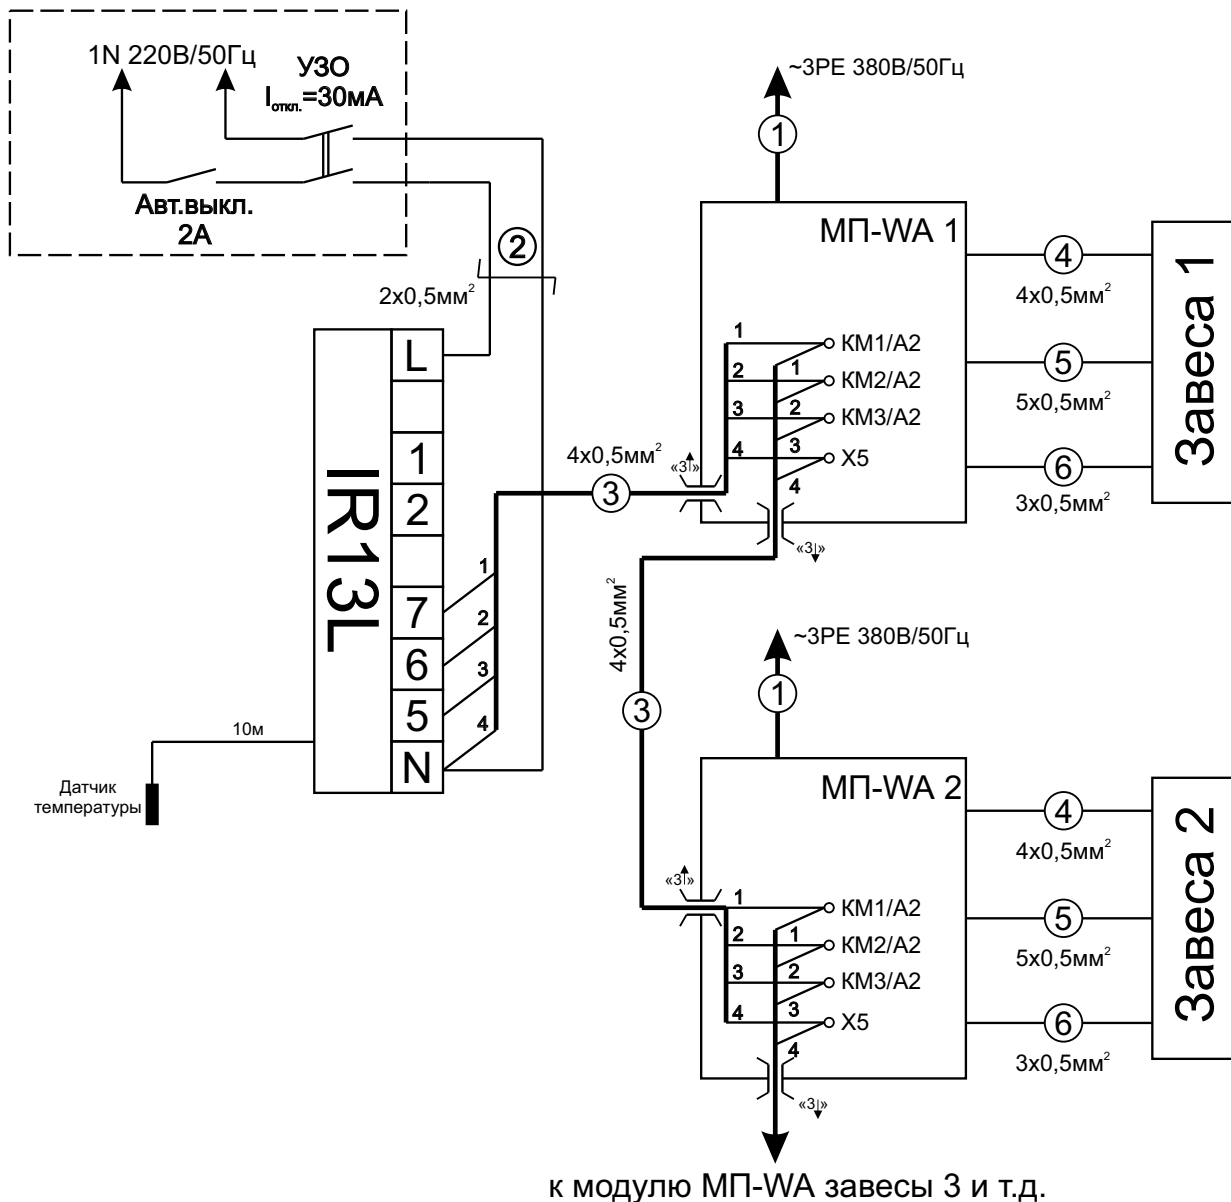 1N 220В/50Гц
УЗО
Iоткл.=30мА
Авт.выкл.
2А
2
2х0,5мм²
IR13L
L
1
2
7
6
5
N
1
2
3
4
10м
Датчик
температуры
4х0,5мм²
3
~3РЕ 380В/50Гц
1
МП-WA 1
1
2
3
4
КМ1/А2
КМ2/А2
КМ3/А2
Х5
1
2
3
4
«3↑»
«3↓»
4
4х0,5мм²
5
5х0,5мм²
6
3х0,5мм²
Завеса 1
4х0,5мм²
3
~3РЕ 380В/50Гц
1
МП-WA 2
«3↑»
1
2
3
4
КМ1/А2
КМ2/А2
КМ3/А2
Х5
1
2
3
4
«3↓»
4
4х0,5мм²
5
5х0,5мм²
6
3х0,5мм²
Завеса 2
к модулю МП-WA завесы 3 и т.д.